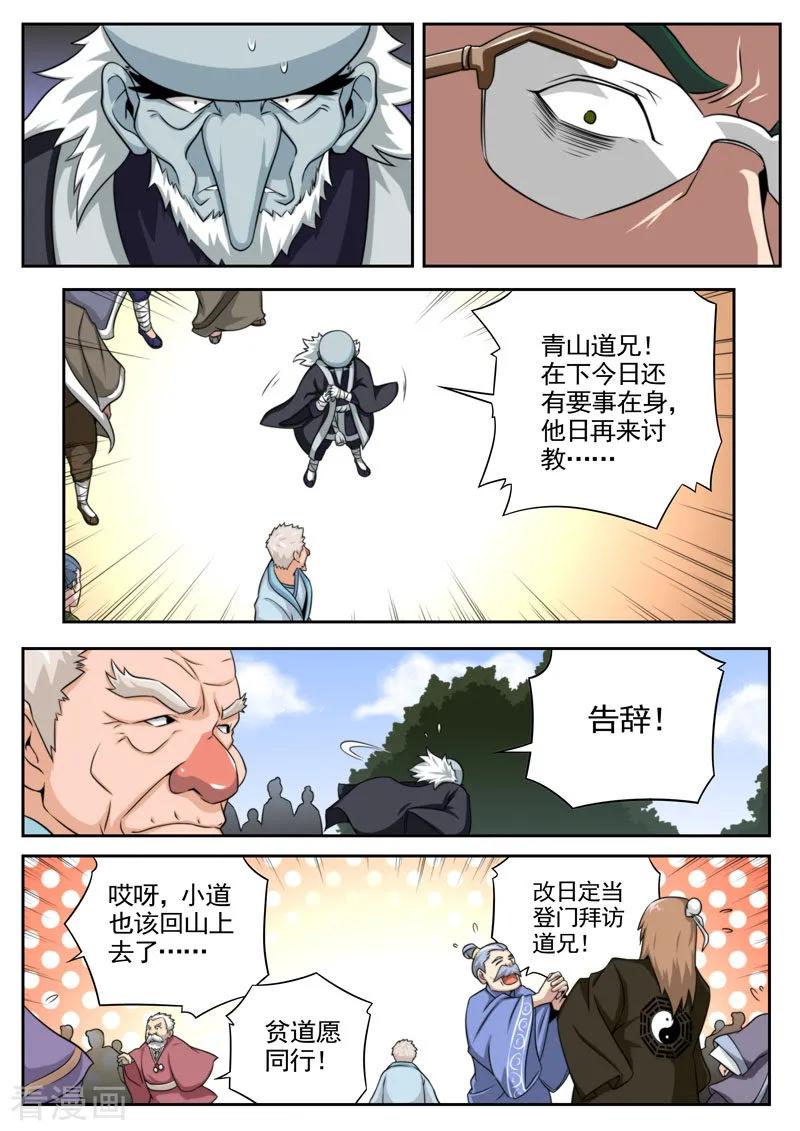 青山道兄！
在下今日还
有要事在身，
他日再来讨
教……
告辞！
哎呀，小道
也该回山上
去了……
贫道愿
同行！
改日定当
登门拜访
道兄！
看漫画